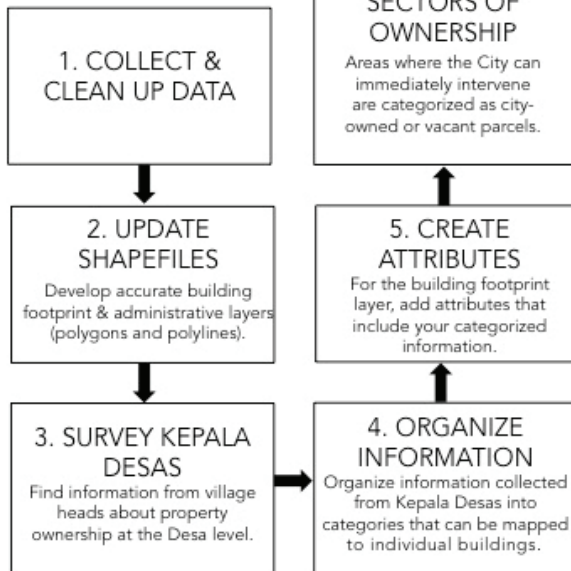 1. COLLECT &
CLEAN UP DATA
2. UPDATE
SHAPEFILES
Develop accurate building
footprint & administrative layers
(polygons and polylines).
3. SURVEY KEPALA
DESAS
Find information from village
heads about property
ownership at the Desa level.
4. ORGANIZE
INFORMATION
Organize information collected
from Kepala Desas into
categories that can be mapped
to individual buildings.
5. CREATE
ATTRIBUTES
For the building footprint
layer, add attributes that
include your categorized
information.
SECTORS OF
OWNERSHIP
Areas where the City can
immediately intervene
are categorized as city-
owned or vacant parcels.